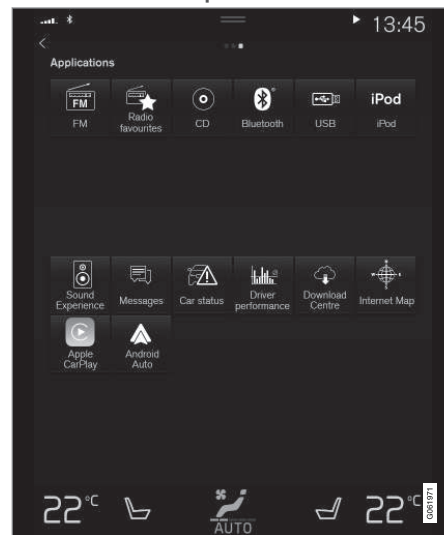 13:45
Applications
FM
iPod
FM
Radio
favourites
CD
Bluetooth
USB
iPod
Sound
Experience
Messages
Car status
Driver
performance
Download
Centre
Internet Map
Apple
CarPlay
Android
Auto
22°C
AUTO
22°C
G061971